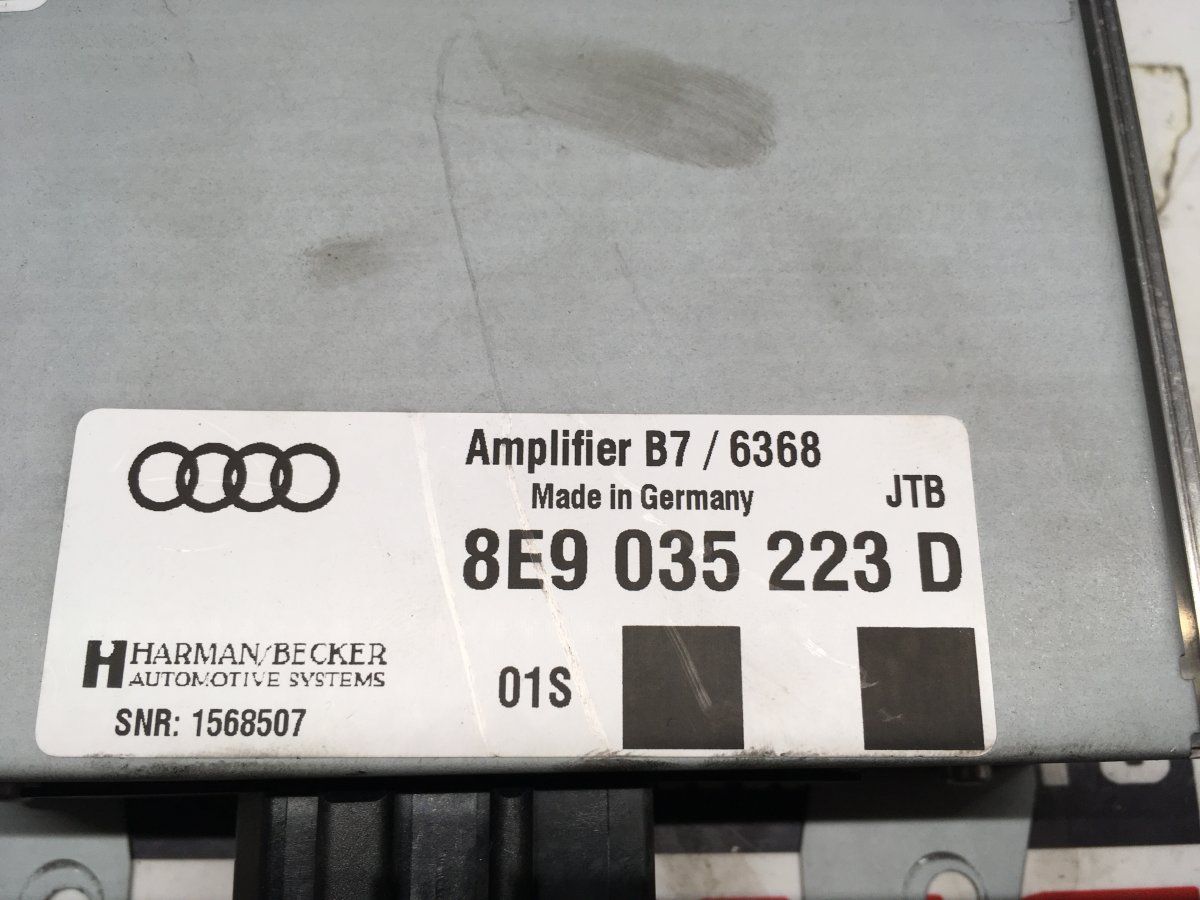 Amplifier B7 / 6368
Made in Germany
JTB
8E9 035 223 D
H HARMAN/BECKER
AUTOMOTIVE SYSTEMS
01S
SNR: 1568507